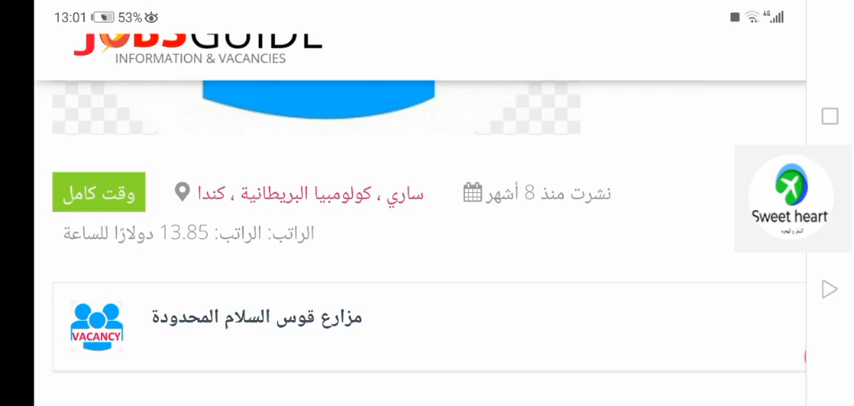 13:01 53%
4G
JOBSGUIDE
INFORMATION & VACANCIES
وقت كامل
ساري ، كولومبيا البريطانية ، كندا
نشرت منذ 8 أشهر
الراتب: الراتب: 13.85 دولارًا للساعة
Sweet heart
VACANCY
مزارع قوس السلام المحدودة